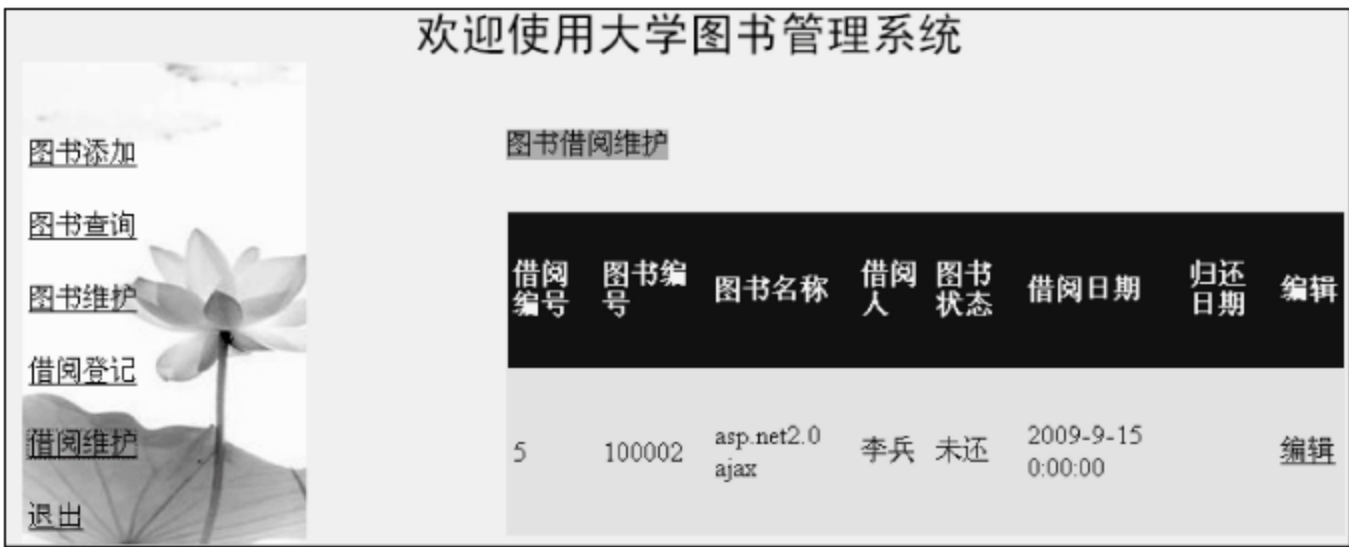 欢迎使用大学图书管理系统
图书添加
图书查询
图书维护
借阅登记
借阅维护
退出
图书借阅维护
借阅
编号
图书编
号
图书名称
借阅
人
图书
状态
借阅日期
归还
日期
编辑
5
100002
asp.net2.0
ajax
李兵
未还
2009-9-15
0:00:00
编辑